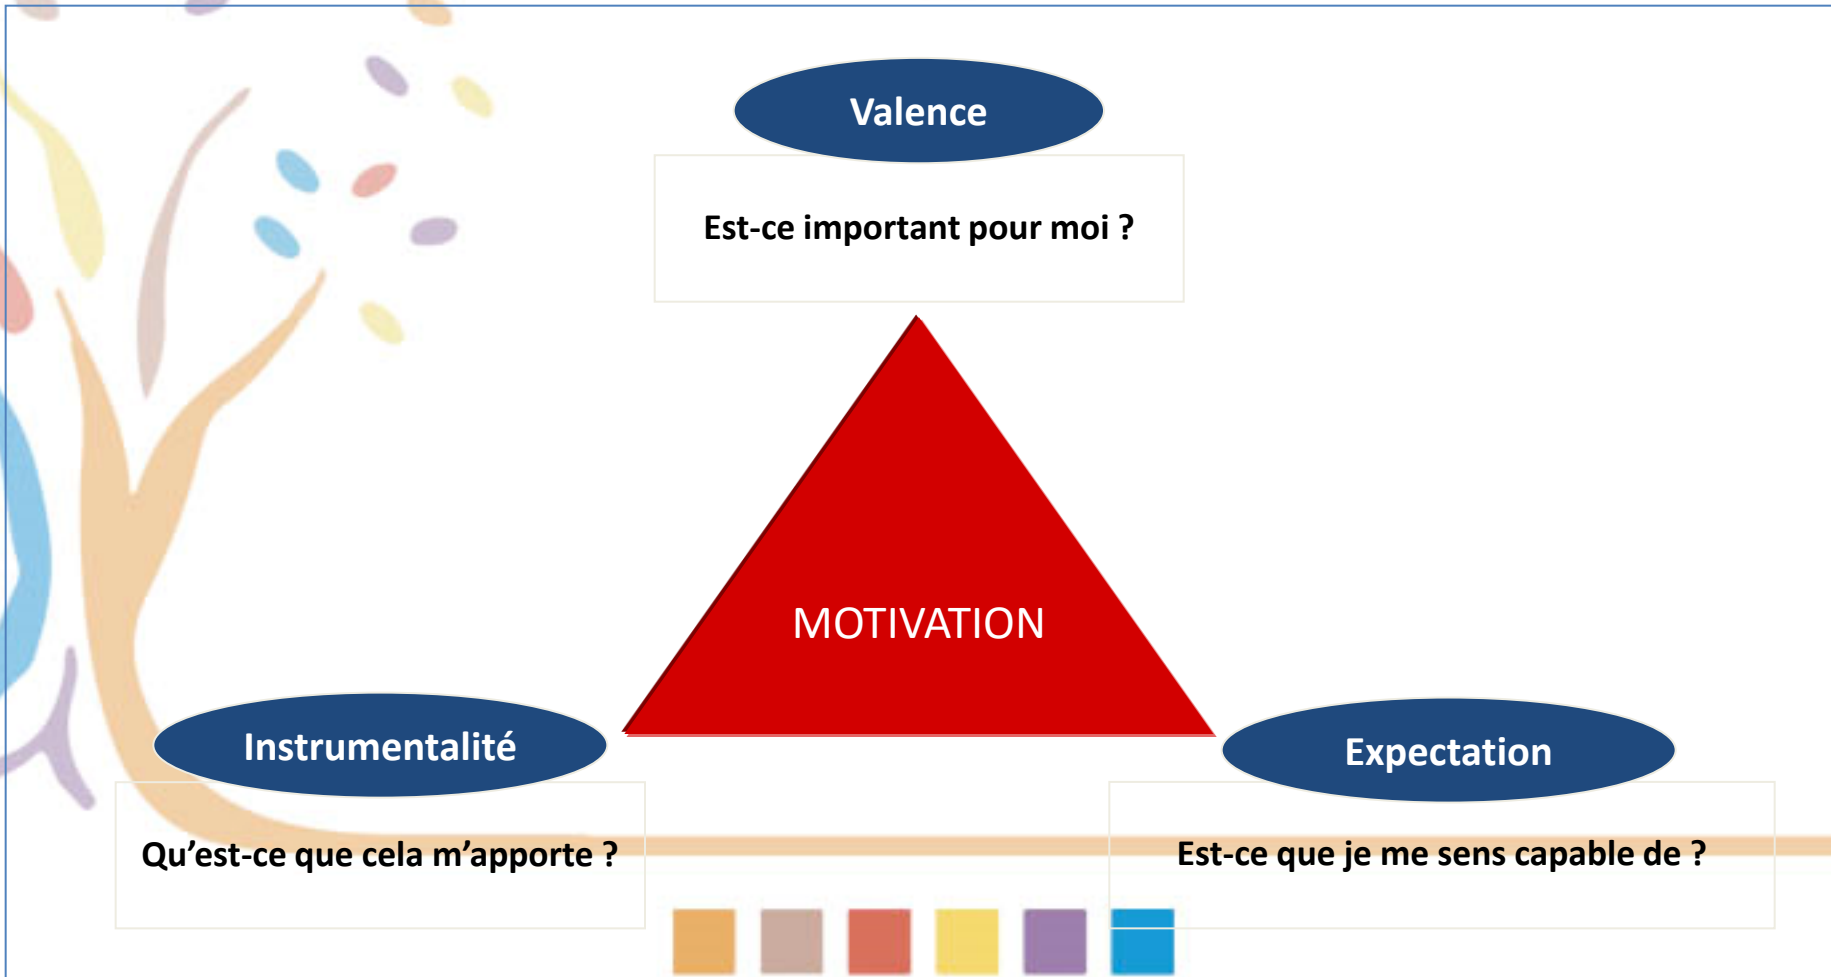 Valence
Est-ce important pour moi ?
MOTIVATION
Instrumentalité
Qu’est-ce que cela m’apporte ?
Expectation
Est-ce que je me sens capable de ?